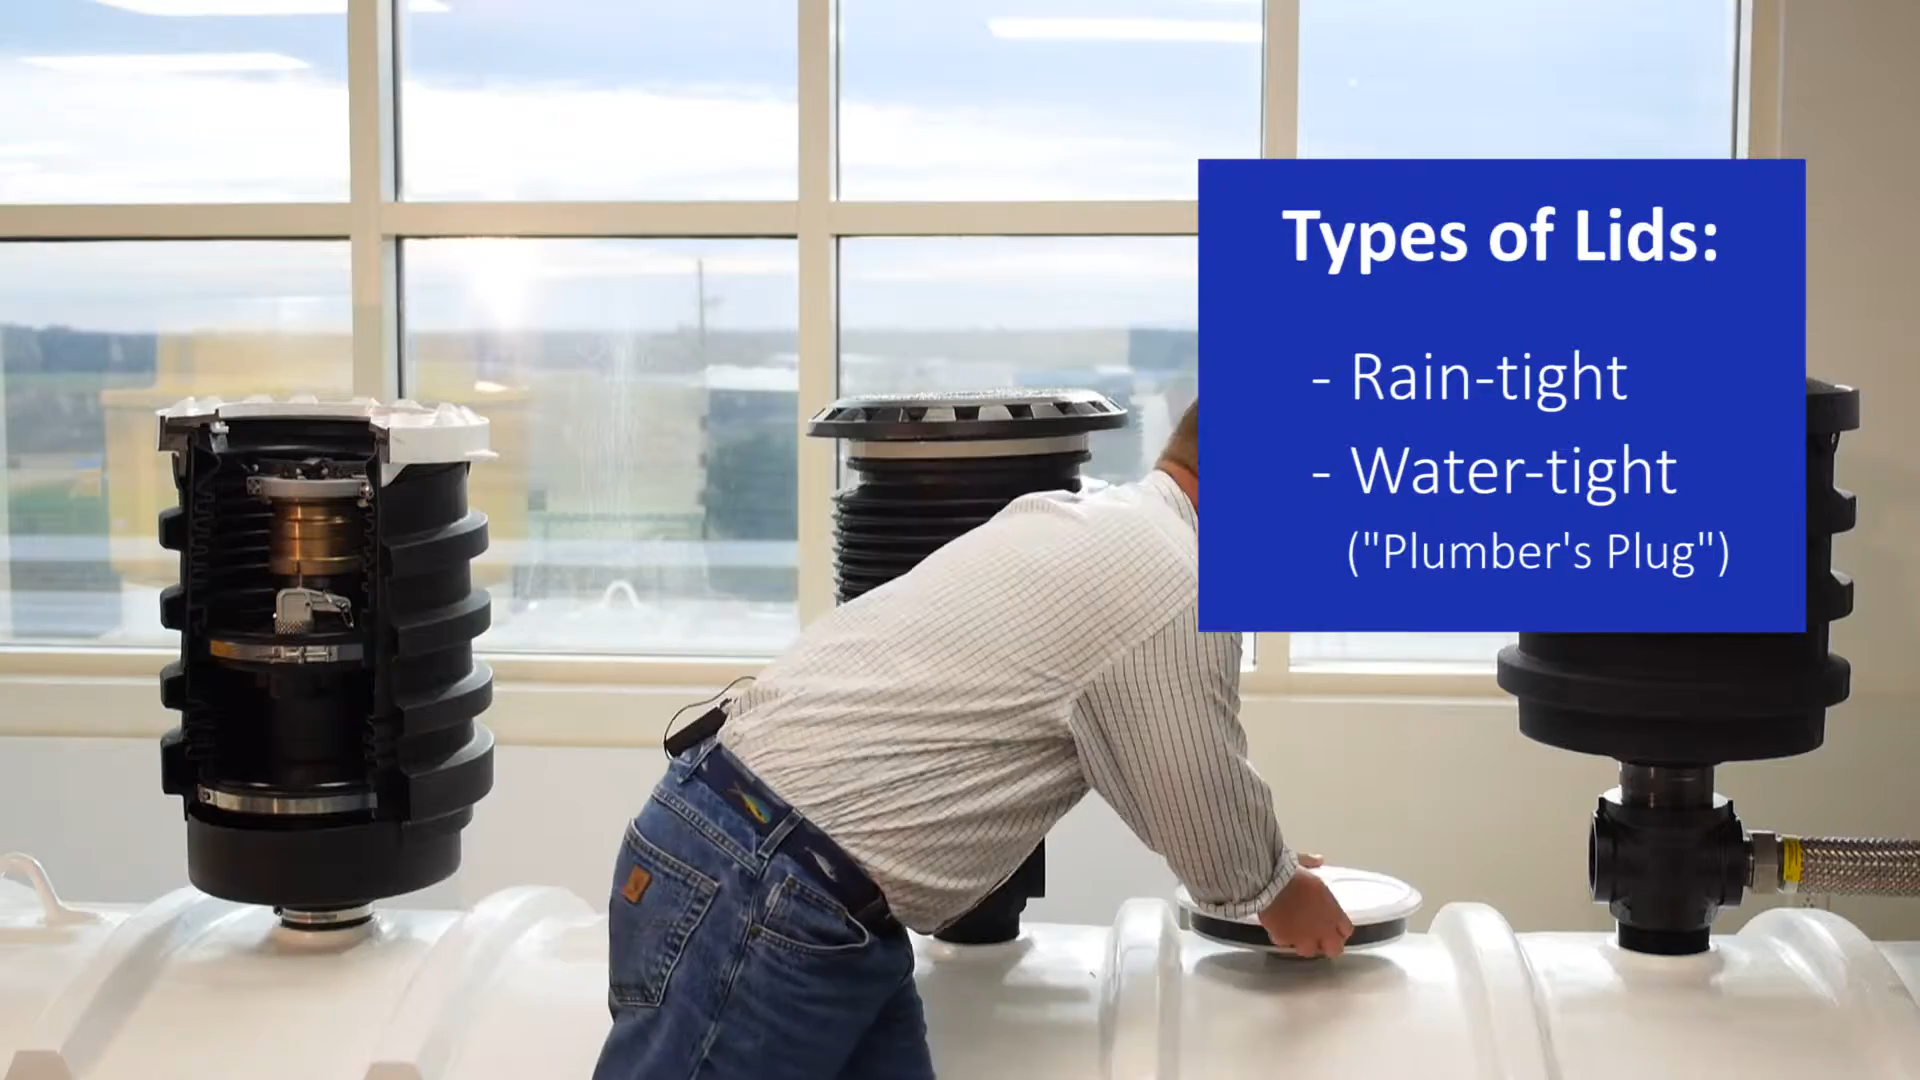 Types of Lids:
- Rain-tight
- Water-tight
("Plumber's Plug")